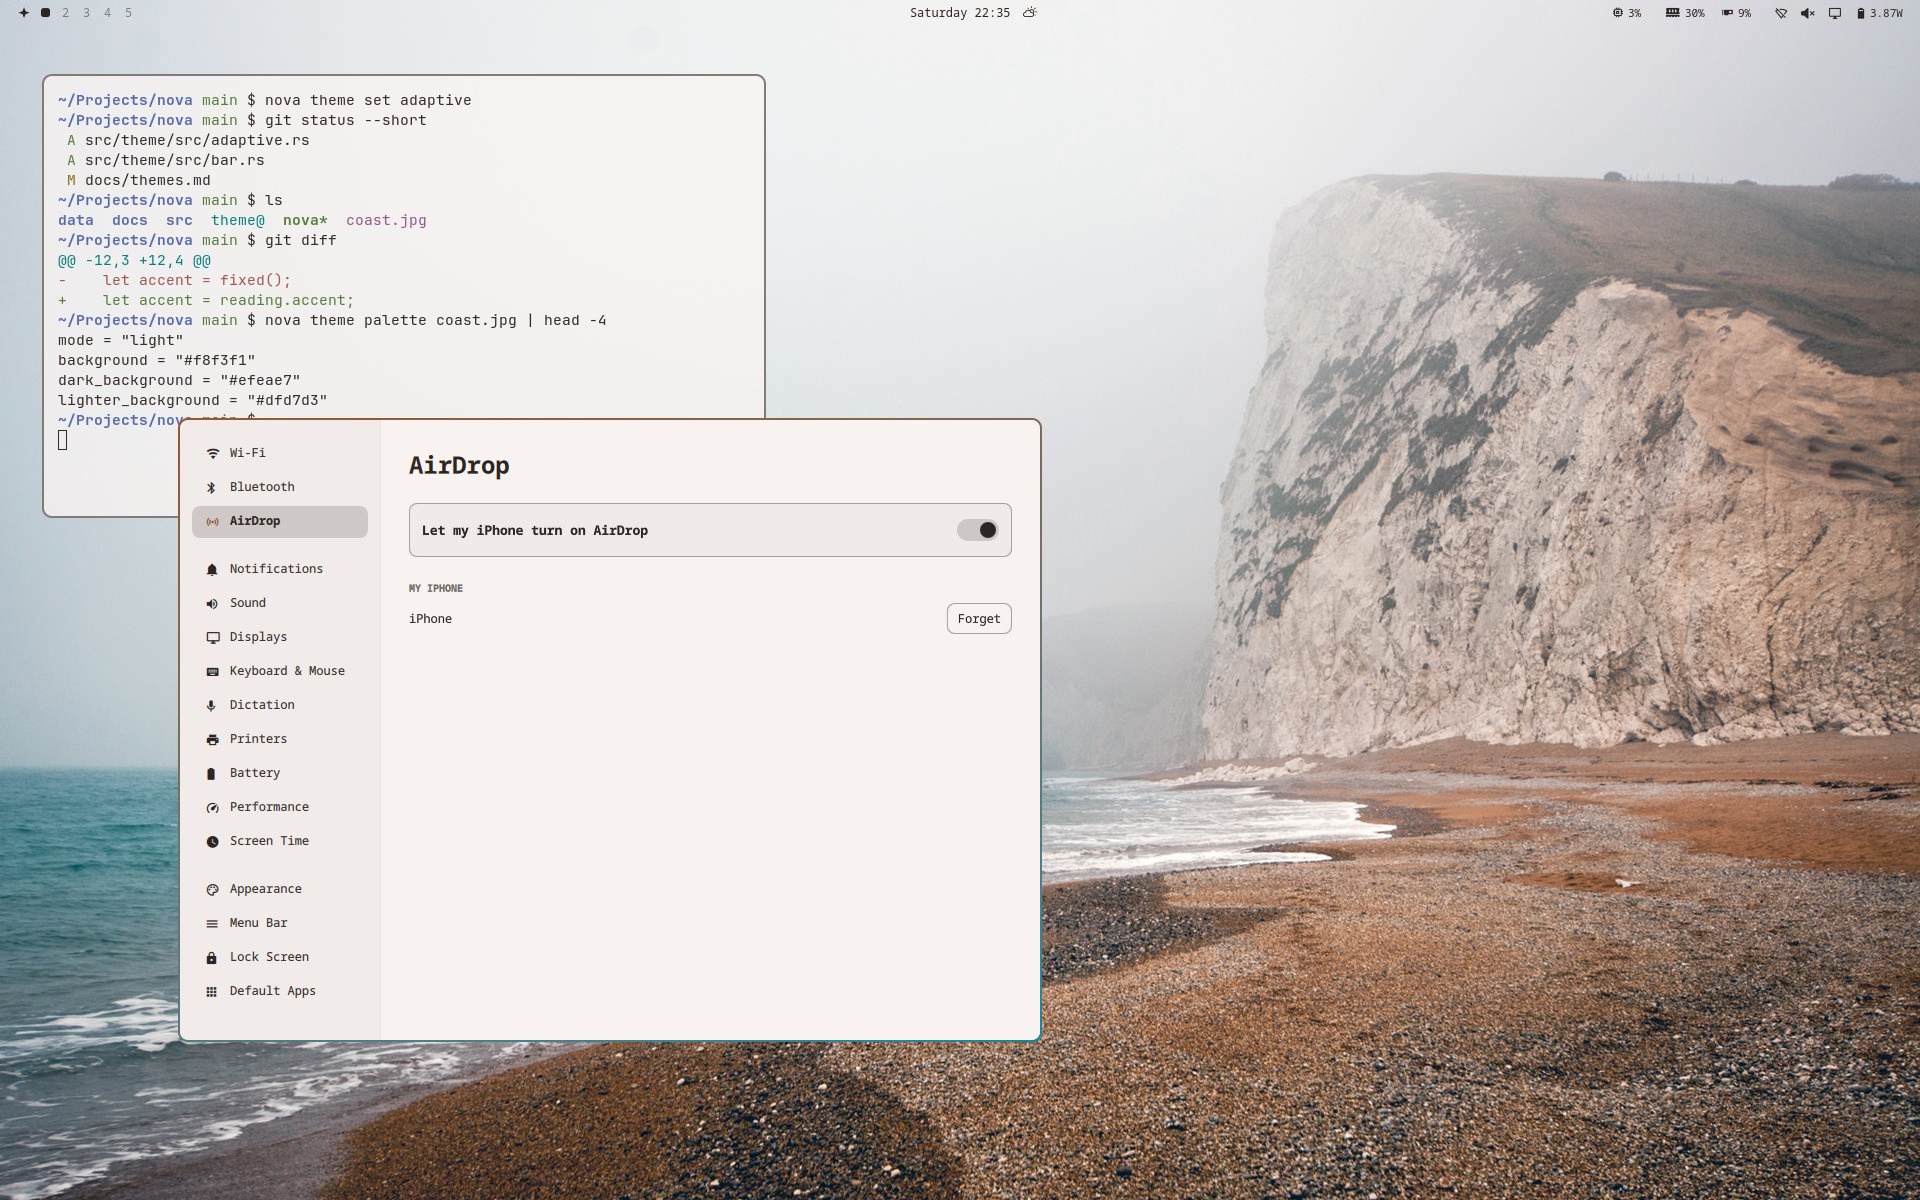 2 3 4 5
Saturday 22:35
3% 30% 9% 3.87W
~/Projects/nova main $ nova theme set adaptive
~/Projects/nova main $ git status --short
A src/theme/src/adaptive.rs
A src/theme/src/bar.rs
M docs/themes.md
~/Projects/nova main $ ls
data docs src theme@ nova* coast.jpg
~/Projects/nova main $ git diff
@@ -12,3 +12,4 @@
-    let accent = fixed();
+    let accent = reading.accent;
~/Projects/nova main $ nova theme palette coast.jpg | head -4
mode = "light"
background = "#f8f3f1"
dark_background = "#efeae7"
lighter_background = "#dfd7d3"
~/Projects/nova main $
Wi-Fi
Bluetooth
AirDrop
Notifications
Sound
Displays
Keyboard & Mouse
Dictation
Printers
Battery
Performance
Screen Time
Appearance
Menu Bar
Lock Screen
Default Apps
AirDrop
Let my iPhone turn on AirDrop
MY IPHONE
iPhone
Forget